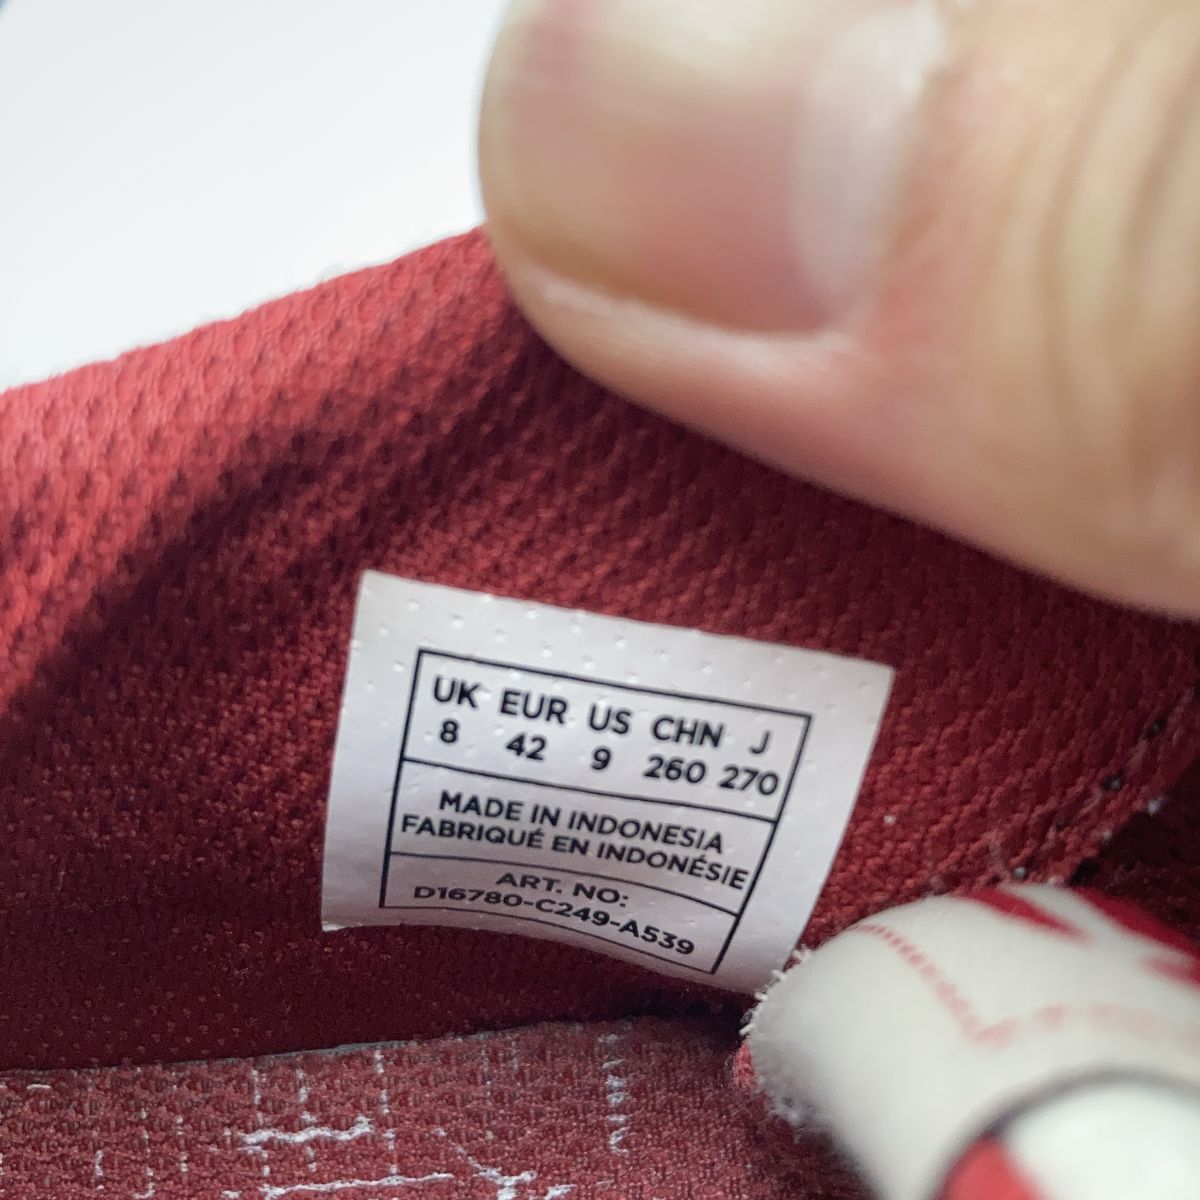 UK EUR US CHN J
8 42 9 260 270
MADE IN INDONESIA
FABRIQUÉ EN INDONÉSIE
ART. NO:
D16780-C249-A539